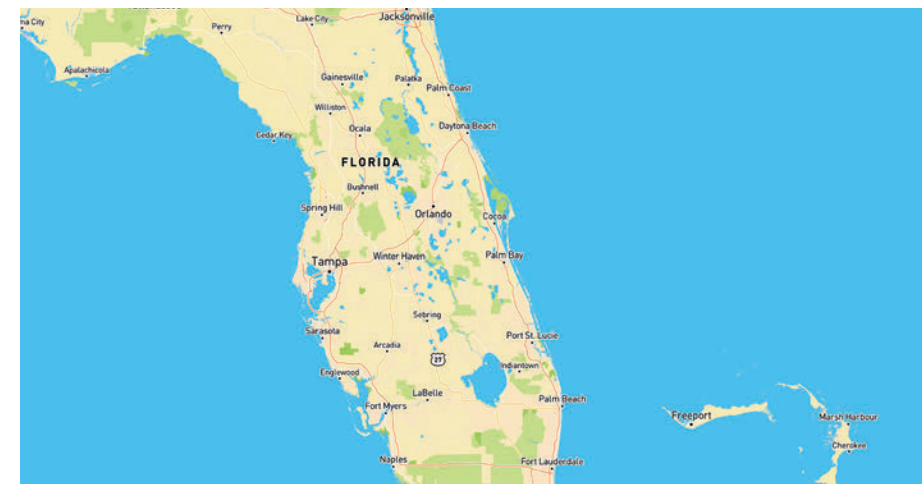 Jacksonville
Lake City
ma City
Perry
Apalachicola
Gainesville
Palatka
Palm Coast
Williston
Ocala
Daytona Beach
Cedar Key
FLORIDA
Bushnell
Spring Hill
Orlando
Cocoa
Tampa
Winter Haven
Palm Bay
Sebring
Sarasota
Port St. Lucie
Arcadia
27
Indiantown
Englewood
LaBelle
Palm Beach
Fort Myers
Freeport
Marsh Harbour
Cherokee
Naples
Fort Lauderdale